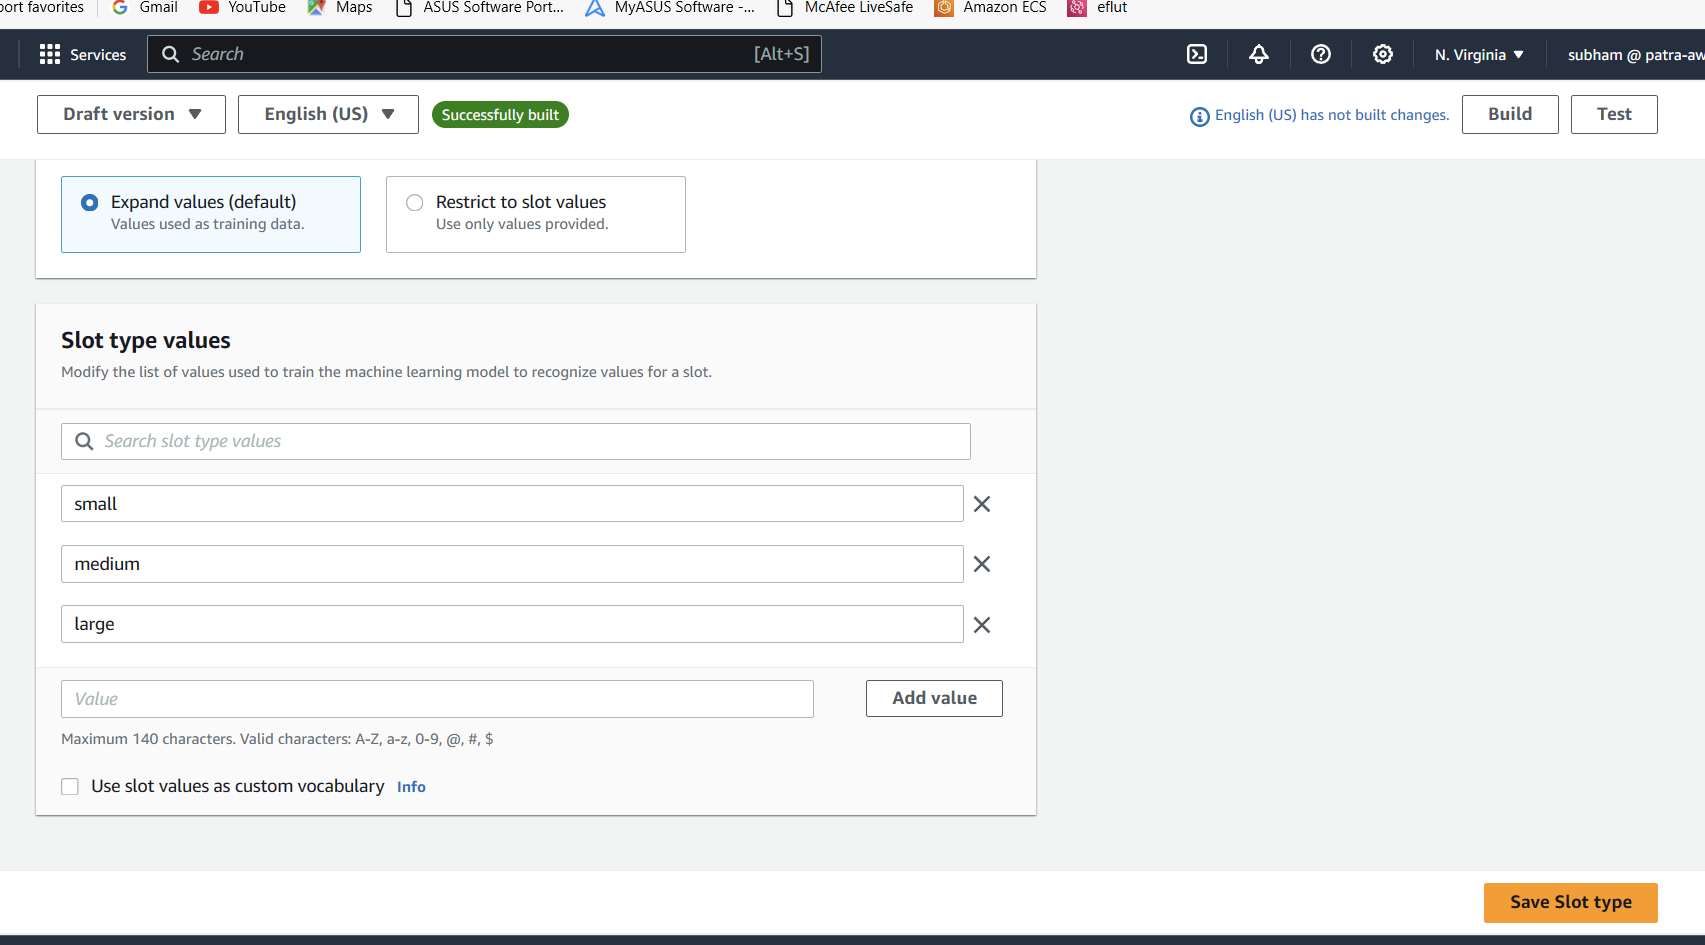 port favorites Gmail YouTube Maps ASUS Software Port... MyASUS Software -... McAfee LiveSafe Amazon ECS eflut
Services Search [Alt+S] N. Virginia subham @ patra-aw
Draft version English (US) Successfully built English (US) has not built changes. Build Test
Expand values (default) Restrict to slot values
Values used as training data. Use only values provided.
Slot type values
Modify the list of values used to train the machine learning model to recognize values for a slot.
Search slot type values
small
medium
large
Value Add value
Maximum 140 characters. Valid characters: A-Z, a-z, 0-9, @, #, $
Use slot values as custom vocabulary Info
Save Slot type